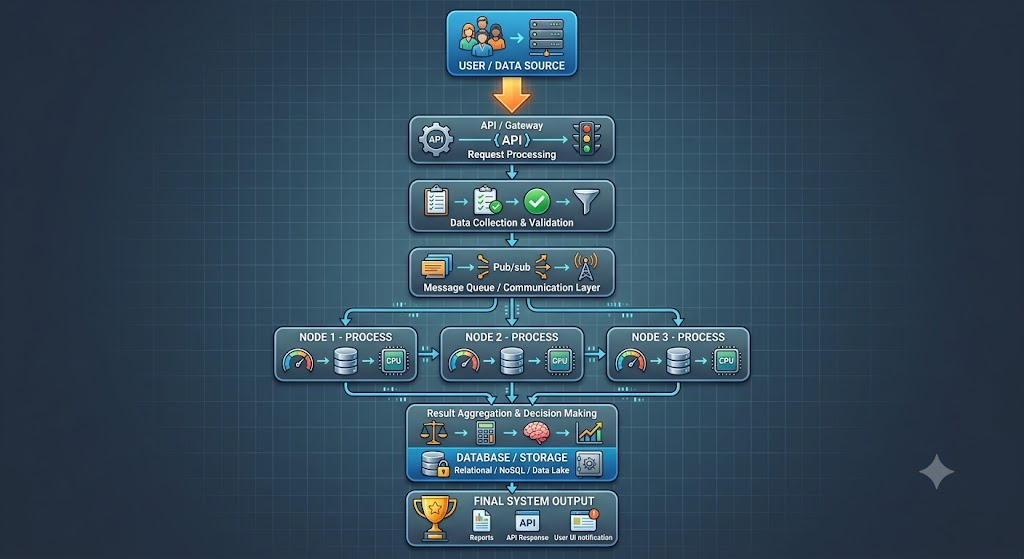 USER / DATA SOURCE
API / Gateway
API
{API}
Request Processing
Data Collection & Validation
Pub/sub
Message Queue / Communication Layer
NODE 1 - PROCESS
CPU
NODE 2 - PROCESS
CPU
NODE 3 - PROCESS
CPU
Result Aggregation & Decision Making
DATABASE / STORAGE
Relational / NoSQL / Data Lake
FINAL SYSTEM OUTPUT
API
Reports
API Response
User UI notification